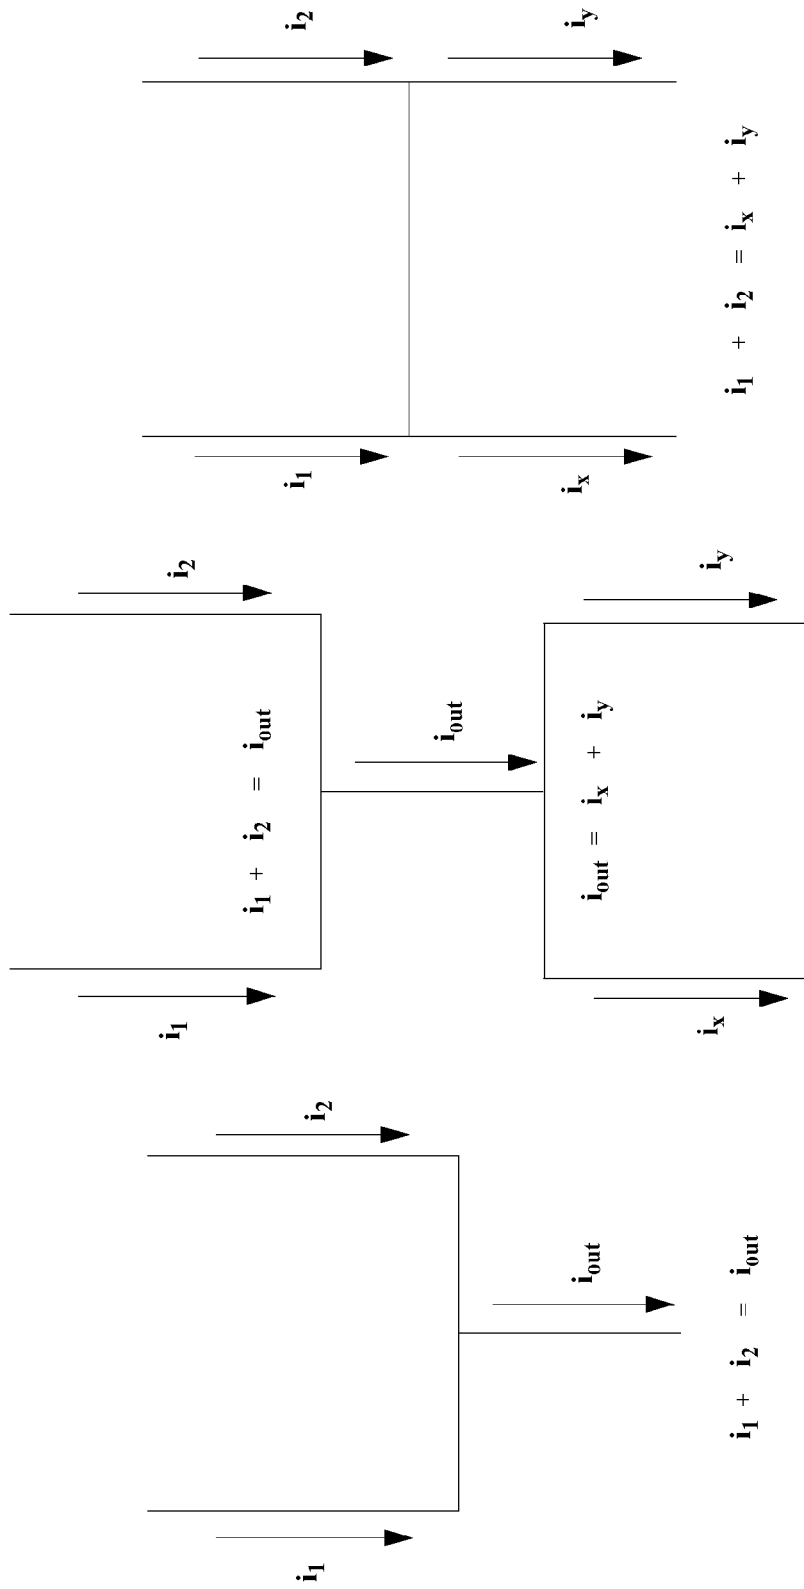 i₁ i₂
iout
i₁ + i₂ = iout
i₁ i₂
i₁ + i₂ = iout
iout
iout = iₓ + iy
iₓ iy
i₁ i₂
iₓ iy
i₁ + i₂ = iₓ + iy